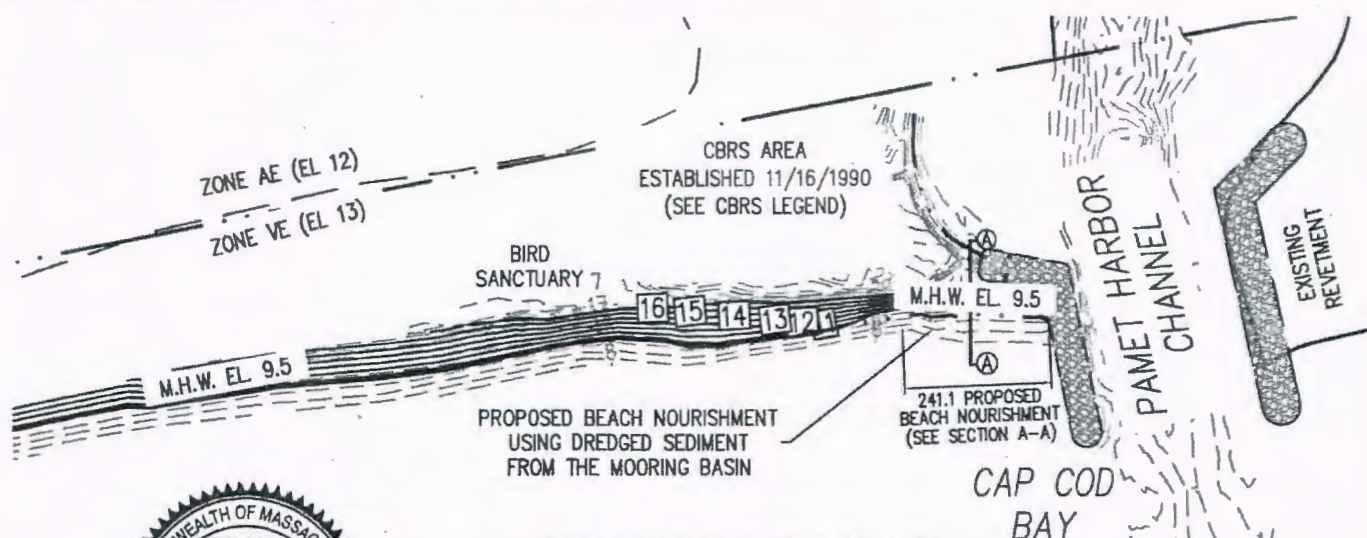 ZONE AE (EL 12)
ZONE VE (EL 13)
CBRS AREA
ESTABLISHED 11/16/1990
(SEE CBRS LEGEND)
BIRD
SANCTUARY
M.H.W. EL. 9.5
16
15
14
13
12
M.H.W. EL. 9.5
A
A
241.1 PROPOSED
BEACH NOURISHMENT
(SEE SECTION A-A)
PROPOSED BEACH NOURISHMENT
USING DREDGED SEDIMENT
FROM THE MOORING BASIN
PAMET HARBOR
CHANNEL
EXISTING
REVETMENT
CAP COD
BAY